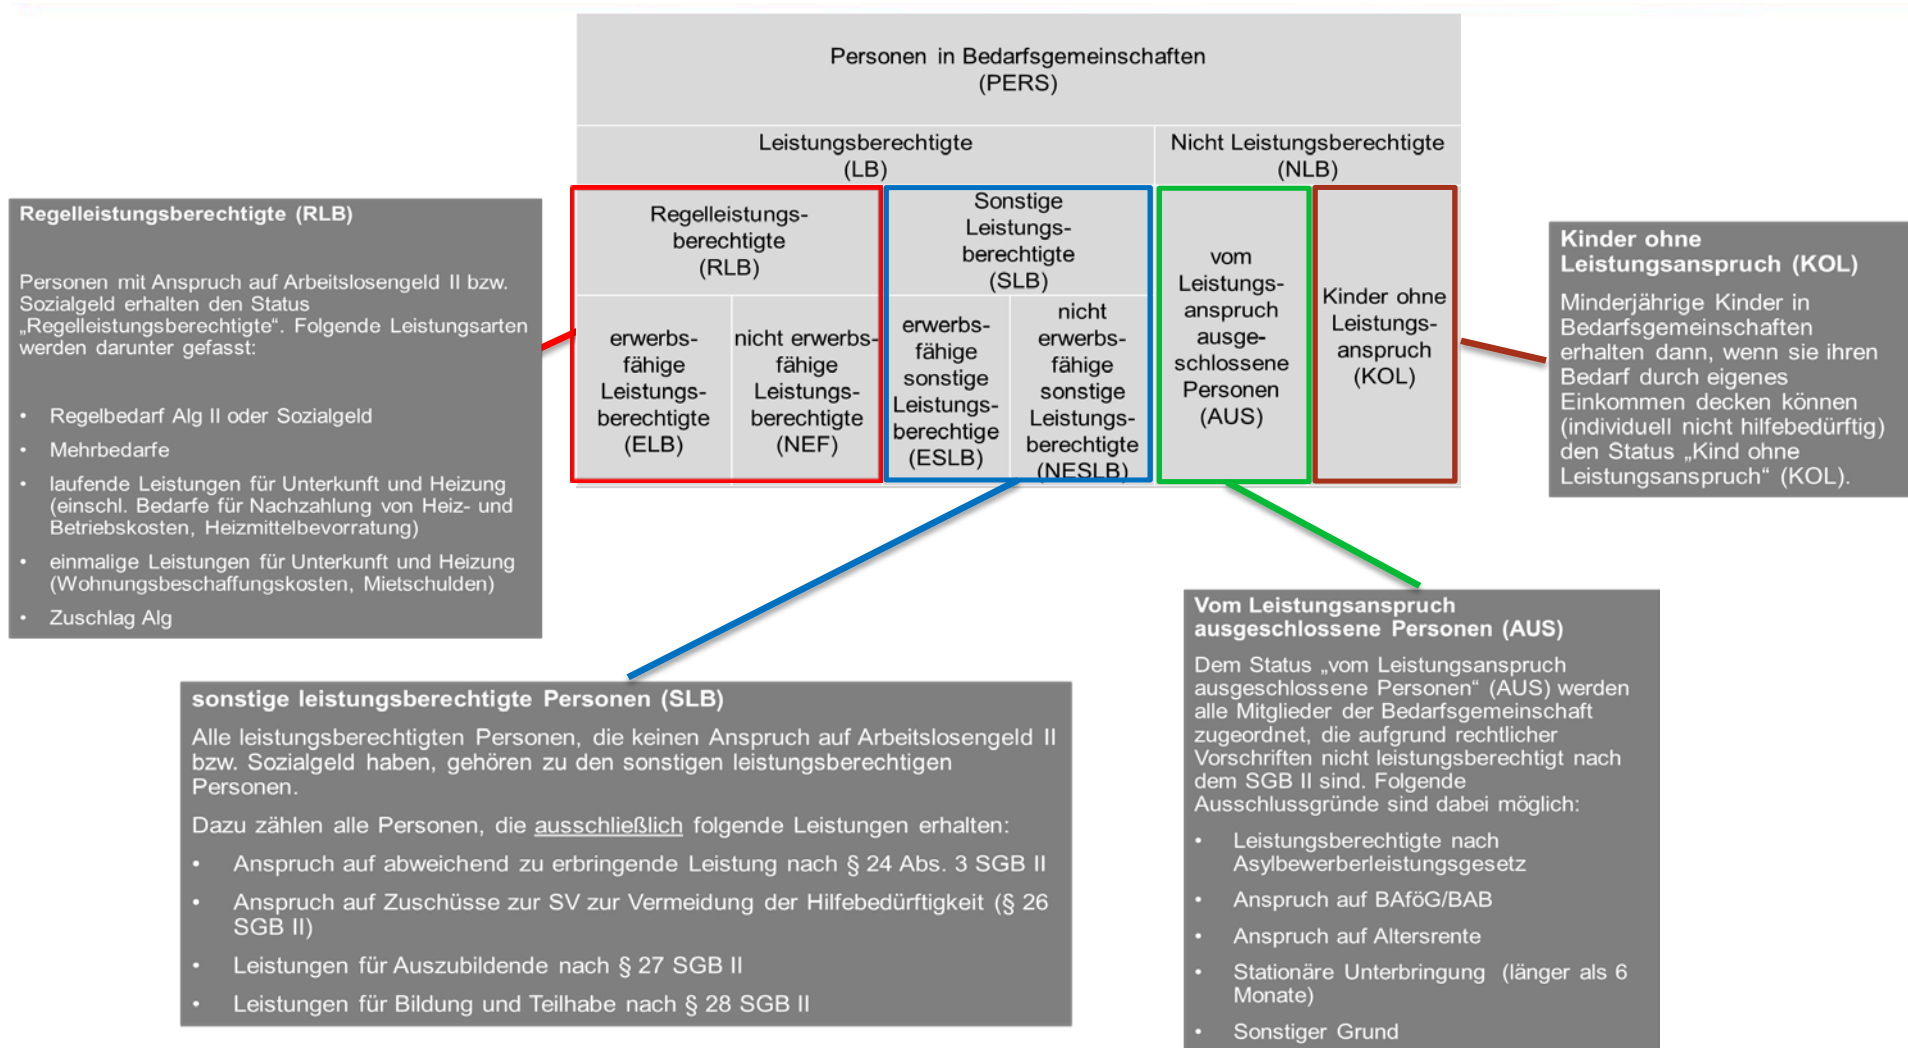 Personen in Bedarfsgemeinschaften
(PERS)
Leistungsberechtigte
(LB)
Nicht Leistungsberechtigte
(NLB)
Regelleistungs-
berechtigte
(RLB)
Sonstige
Leistungs-
berechtigte
(SLB)
erwerbs-
fähige
Leistungs-
berechtigte
(ELB)
nicht erwerbs-
fähige
Leistungs-
berechtigte
(NEF)
erwerbs-
fähige
sonstige
Leistungs-
berechtige
(ESLB)
nicht
erwerbs-
fähige
sonstige
Leistungs-
berechtigte
(NESLB)
vom
Leistungs-
anspruch
ausge-
schlossene
Personen
(AUS)
Kinder ohne
Leistungs-
anspruch
(KOL)
Regelleistungsberechtigte (RLB)
Personen mit Anspruch auf Arbeitslosengeld II bzw.
Sozialgeld erhalten den Status
„Regelleistungsberechtigte“. Folgende Leistungsarten
werden darunter gefasst:
• Regelbedarf Alg II oder Sozialgeld
• Mehrbedarfe
• laufende Leistungen für Unterkunft und Heizung
(einschl. Bedarfe für Nachzahlung von Heiz- und
Betriebskosten, Heizmittelbevorratung)
• einmalige Leistungen für Unterkunft und Heizung
(Wohnungsbeschaffungskosten, Mietschulden)
• Zuschlag Alg
Kinder ohne
Leistungsanspruch (KOL)
Minderjährige Kinder in
Bedarfsgemeinschaften
erhalten dann, wenn sie ihren
Bedarf durch eigenes
Einkommen decken können
(individuell nicht hilfebedürftig)
den Status „Kind ohne
Leistungsanspruch“ (KOL).
sonstige leistungsberechtigte Personen (SLB)
Alle leistungsberechtigten Personen, die keinen Anspruch auf Arbeitslosengeld II
bzw. Sozialgeld haben, gehören zu den sonstigen leistungsberechtigen
Personen.
Dazu zählen alle Personen, die ausschließlich folgende Leistungen erhalten:
• Anspruch auf abweichend zu erbringende Leistung nach § 24 Abs. 3 SGB II
• Anspruch auf Zuschüsse zur SV zur Vermeidung der Hilfebedürftigkeit (§ 26
SGB II)
• Leistungen für Auszubildende nach § 27 SGB II
• Leistungen für Bildung und Teilhabe nach § 28 SGB II
Vom Leistungsanspruch
ausgeschlossene Personen (AUS)
Dem Status „vom Leistungsanspruch
ausgeschlossene Personen“ (AUS) werden
alle Mitglieder der Bedarfsgemeinschaft
zugeordnet, die aufgrund rechtlicher
Vorschriften nicht leistungsberechtigt nach
dem SGB II sind. Folgende
Ausschlussgründe sind dabei möglich:
• Leistungsberechtigte nach
Asylbewerberleistungsgesetz
• Anspruch auf BAföG/BAB
• Anspruch auf Altersrente
• Stationäre Unterbringung (länger als 6
Monate)
• Sonstiger Grund